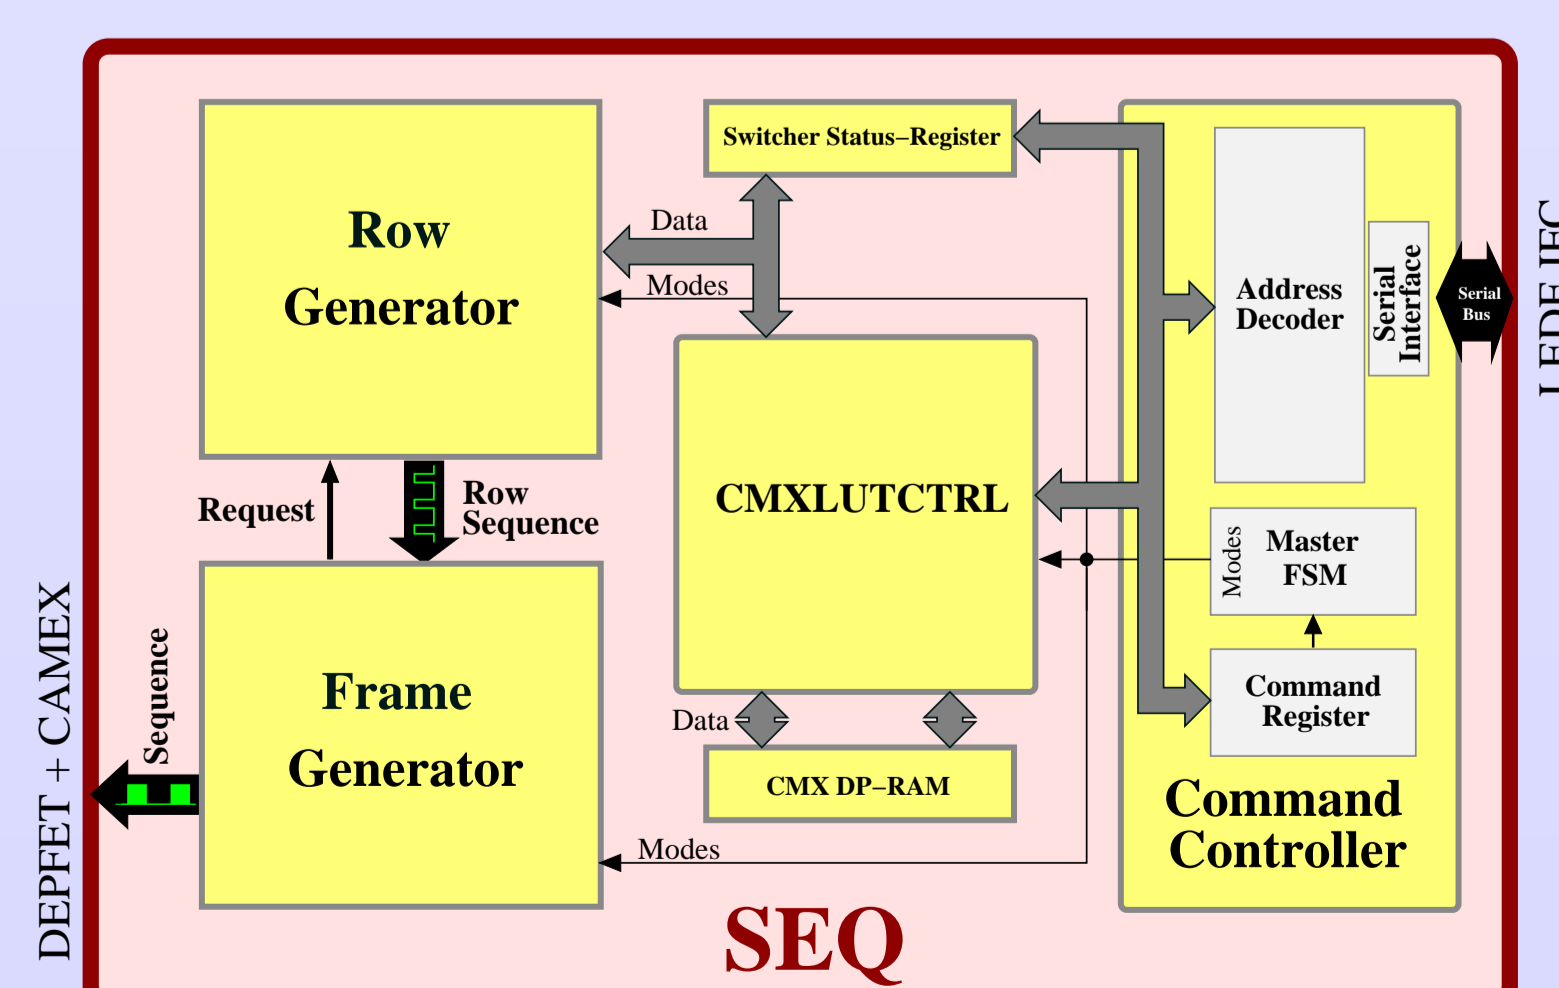 Switcher Status–Register
Row
Generator
Data
Modes
Address
Decoder
Serial
Interface
Serial
Bus
CMXLUTCTRL
Request
Row
Sequence
Modes
Master
FSM
Command
Register
Frame
Generator
Data
CMX DP–RAM
Sequence
DEPFET + CAMEX
Modes
Command
Controller
SEQ